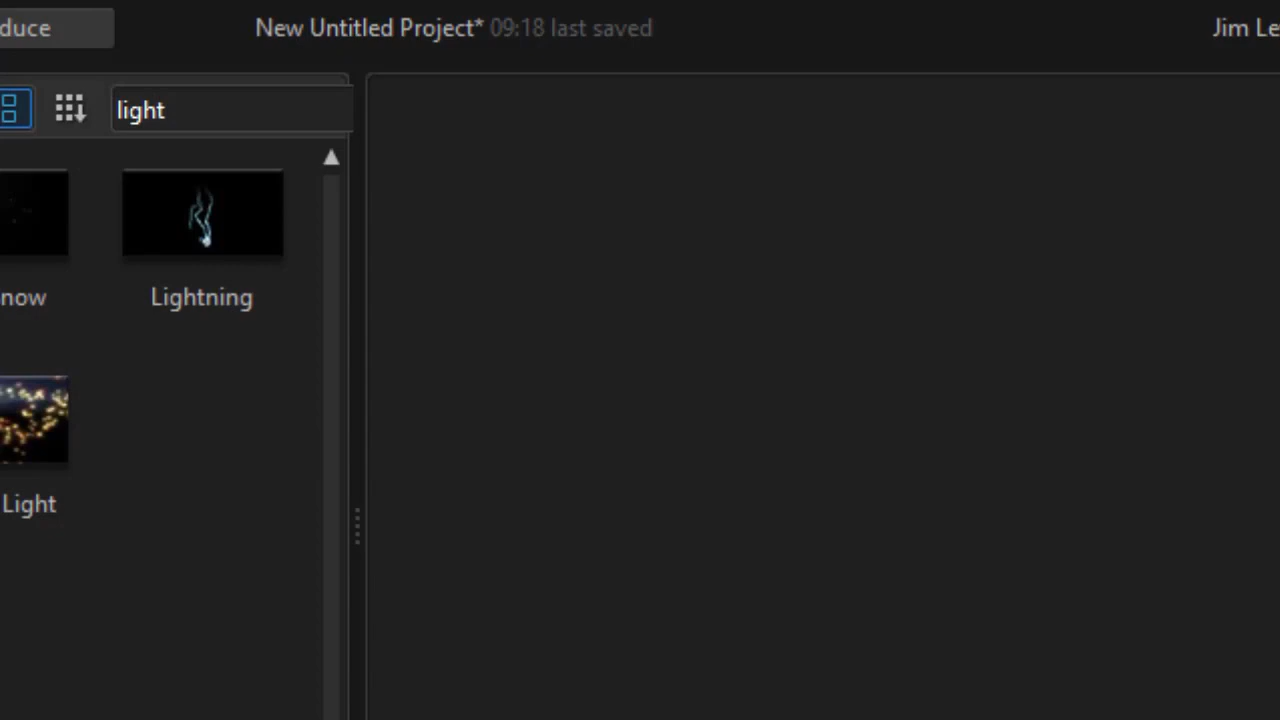 duce
New Untitled Project* 09:18 last saved
Jim Le
light
now
Lightning
Light